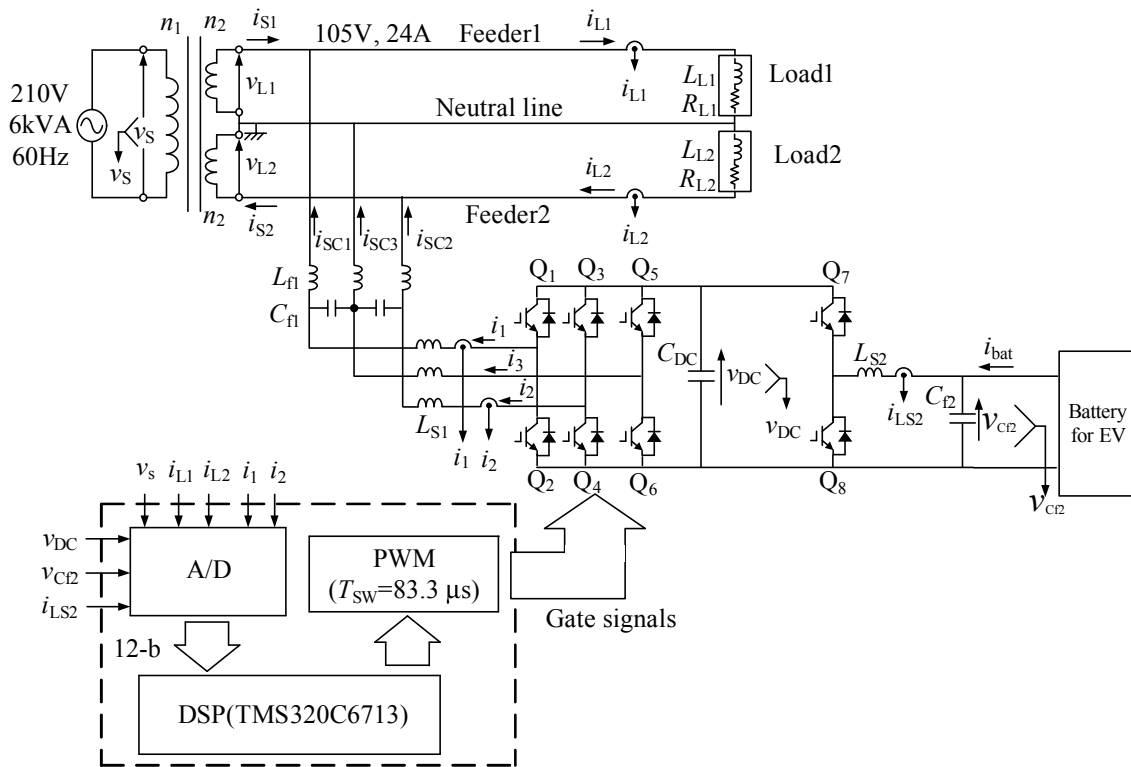 n1 n2 iS1 105V, 24A Feeder1 iL1
iL1
LL1
RL1
Load1
210V
6kVA
60Hz
vS
vS
vL1
Neutral line
vL2
LL2
RL2
Load2
iL2
n2 iS2 Feeder2 iL2
iSC1 iSC3 iSC2
Lf1
Cf1
Q1 Q3 Q5 Q7
i1
i3
i2
LS1
i1 i2
CDC
vDC
vDC
LS2
iLS2
ibat
Cf2
vCf2
vCf2
Battery
for EV
Q2 Q4 Q6 Q8
vs iL1 iL2 i1 i2
vDC
vCf2
iLS2
A/D
PWM
(TSW=83.3 μs)
Gate signals
12-b
DSP(TMS320C6713)